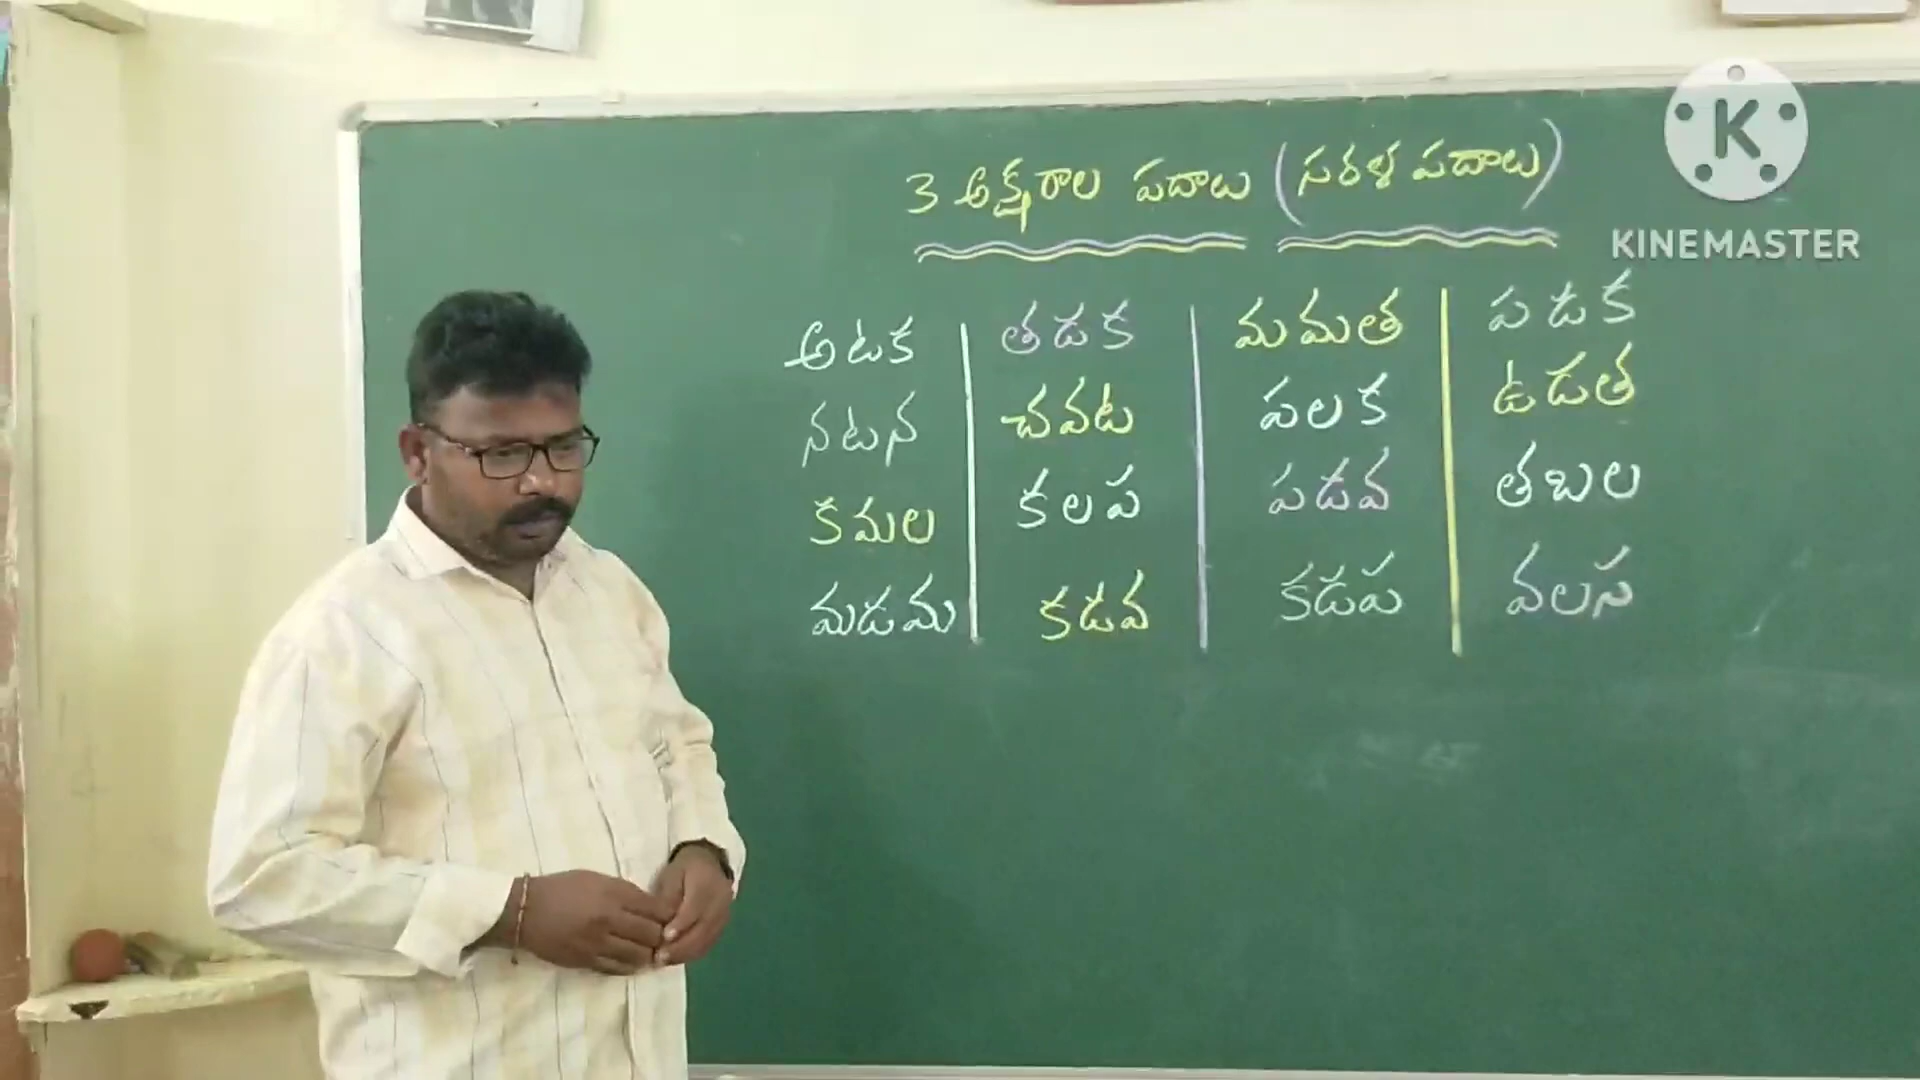 3 అక్షరాల పదాలు (సరళ పదాలు)
K
KINEMASTER
అటక తడక మమత పడక
నటన చవట పలక ఉడత
కమల కలప పడవ తబల
మడమ కడవ కడప వలస